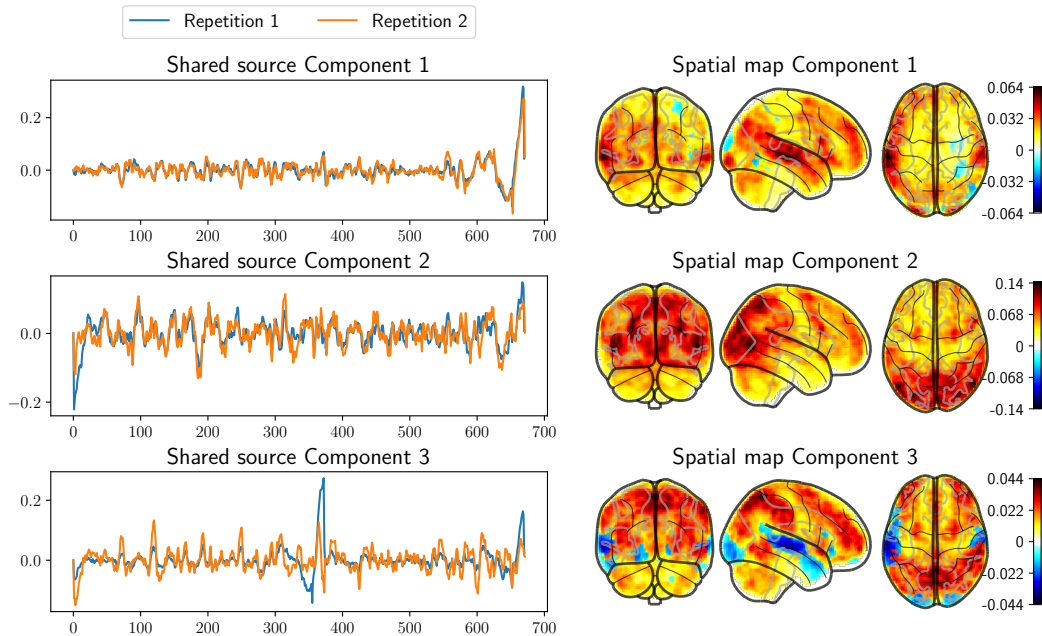 Repetition 1 Repetition 2
Shared source Component 1
0.2
0.0
0 100 200 300 400 500 600 700
Spatial map Component 1
0.064
0.032
0
-0.032
-0.064
Shared source Component 2
0.0
−0.2
0 100 200 300 400 500 600 700
Spatial map Component 2
0.14
0.068
0
-0.068
-0.14
Shared source Component 3
0.2
0.0
0 100 200 300 400 500 600 700
Spatial map Component 3
0.044
0.022
0
-0.022
-0.044